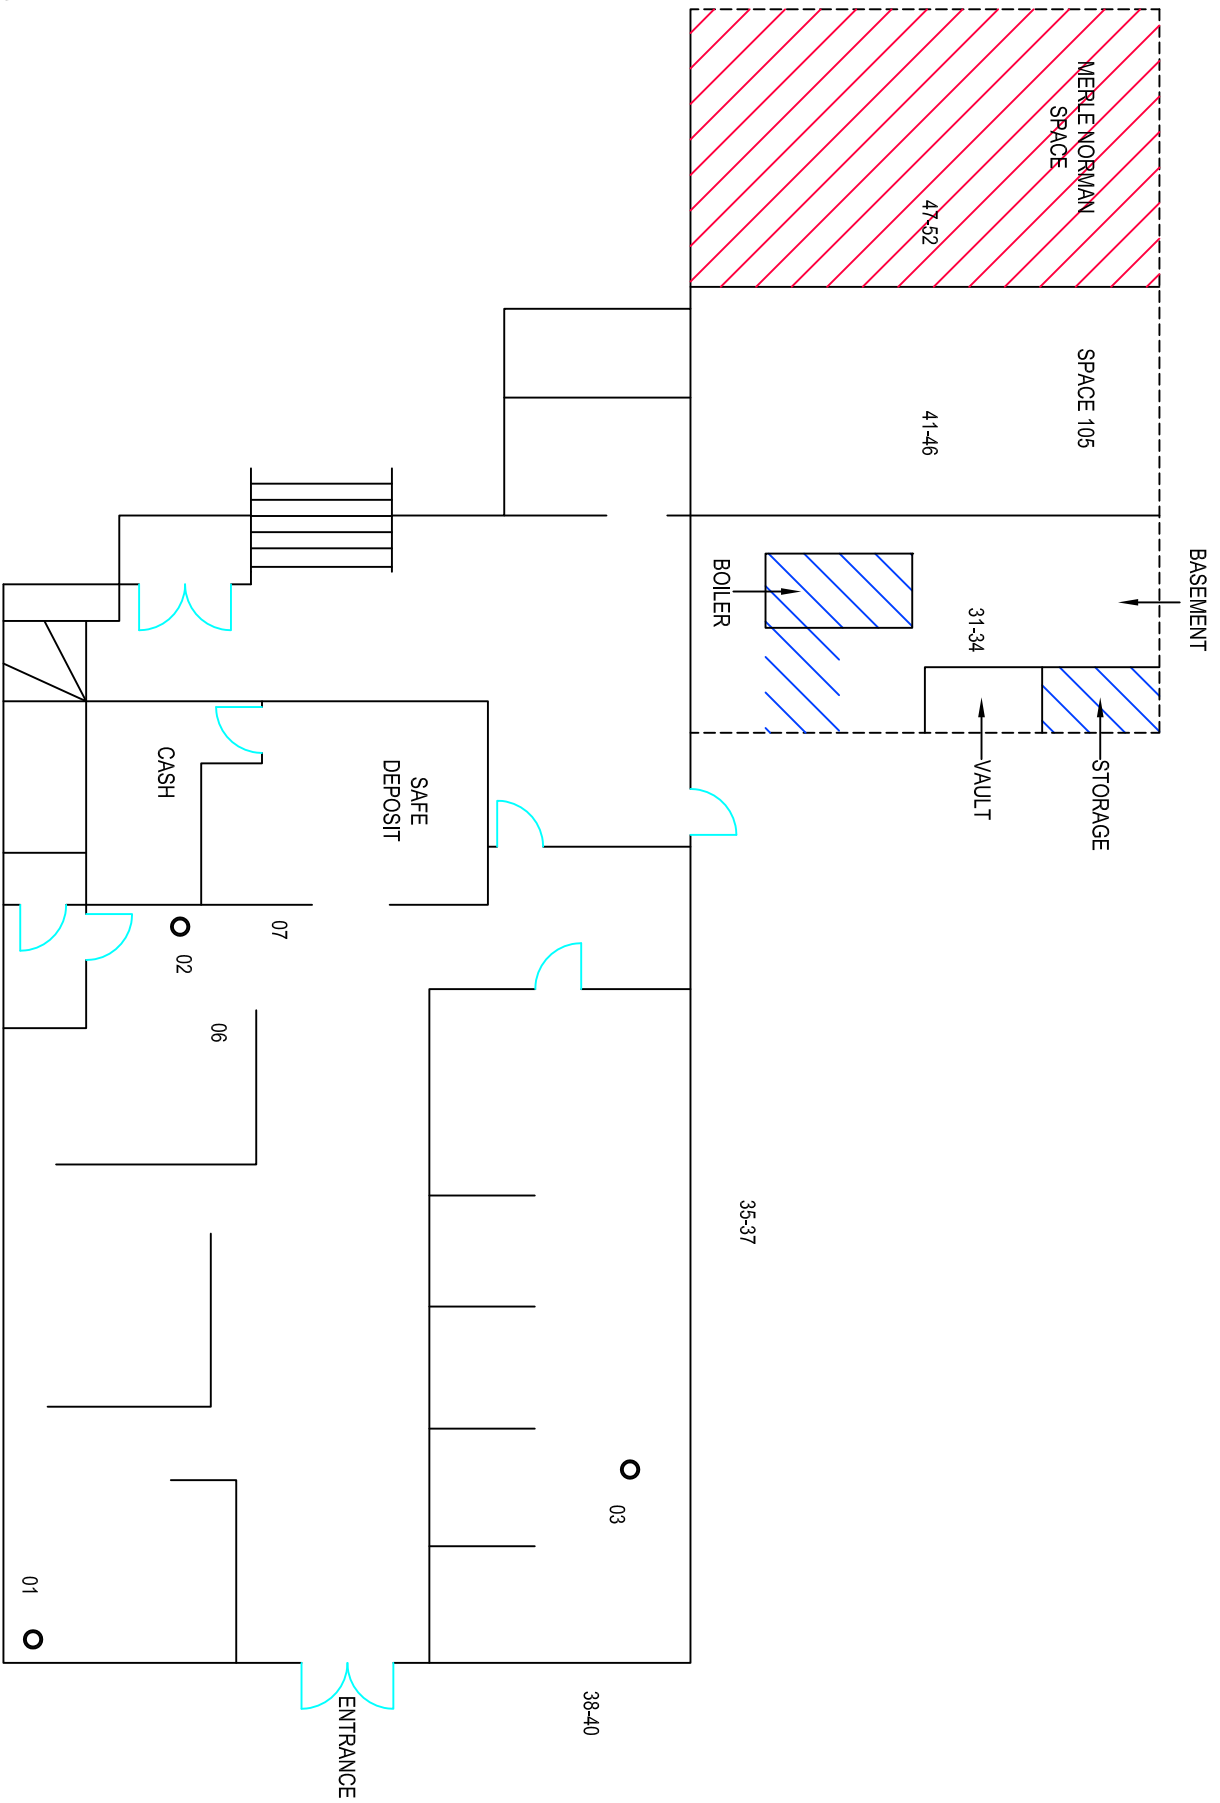 MERLE NORMAN
SPACE
47-52
SPACE 105
41-46
BASEMENT
BOILER
31-34
STORAGE
VAULT
SAFE
DEPOSIT
CASH
07
02
06
35-37
03
01
38-40
ENTRANCE